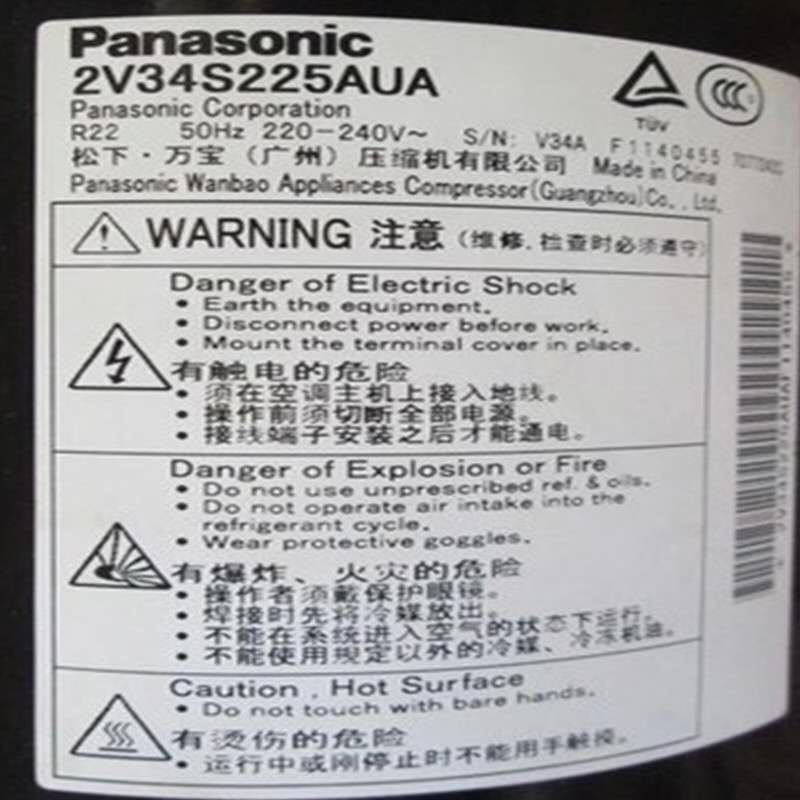 Panasonic
2V34S225AUA
Panasonic Corporation
R22 50Hz 220-240V~ S/N: V34A F1140455
TÜV
CCC
松下·万宝（广州）压缩机有限公司 Made in China
Panasonic Wanbao Appliances Compressor(Guangzhou)Co., Ltd.
WARNING 注意（维修.检查时必须遵守）
Danger of Electric Shock
• Earth the equipment.
• Disconnect power before work.
• Mount the terminal cover in place.
有触电的危险
• 须在空调主机上接入地线。
• 操作前须切断全部电源。
• 接线端子安装之后才能通电。
Danger of Explosion or Fire
• Do not use unprescribed ref. & oils.
• Do not operate air intake into the
refrigerant cycle.
• Wear protective goggles.
有爆炸、火灾的危险
• 操作者须戴保护眼镜。
• 焊接时先将冷媒放出。
• 不能在系统进入空气的状态下运行。
• 不能使用规定以外的冷媒、冷冻机油。
Caution , Hot Surface
• Do not touch with bare hands.
有烫伤的危险
• 运行中或刚停止时不能用手触摸。